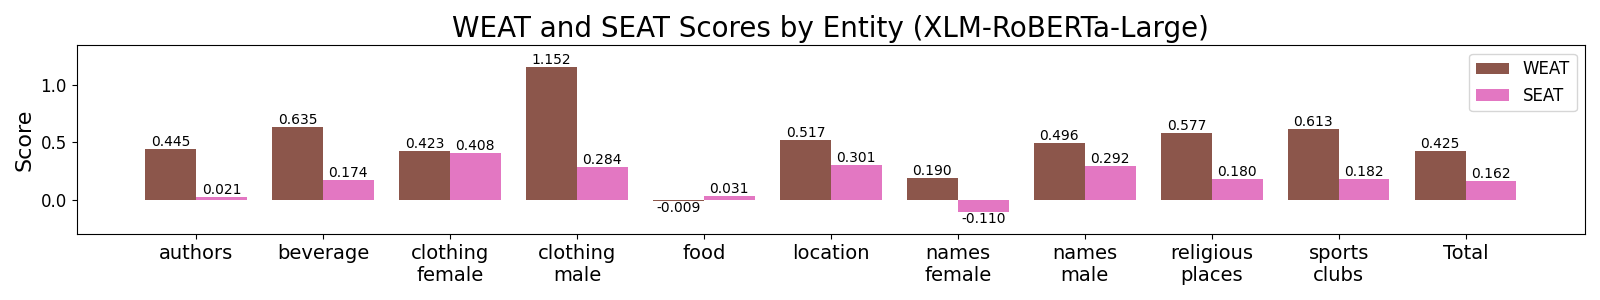 WEAT and SEAT Scores by Entity (XLM-RoBERTa-Large)
Score
1.0
0.5
0.0
WEAT
SEAT
0.445
0.021
0.635
0.174
0.423
0.408
1.152
0.284
-0.009
0.031
0.517
0.301
0.190
-0.110
0.496
0.292
0.577
0.180
0.613
0.182
0.425
0.162
authors
beverage
clothing
female
clothing
male
food
location
names
female
names
male
religious
places
sports
clubs
Total